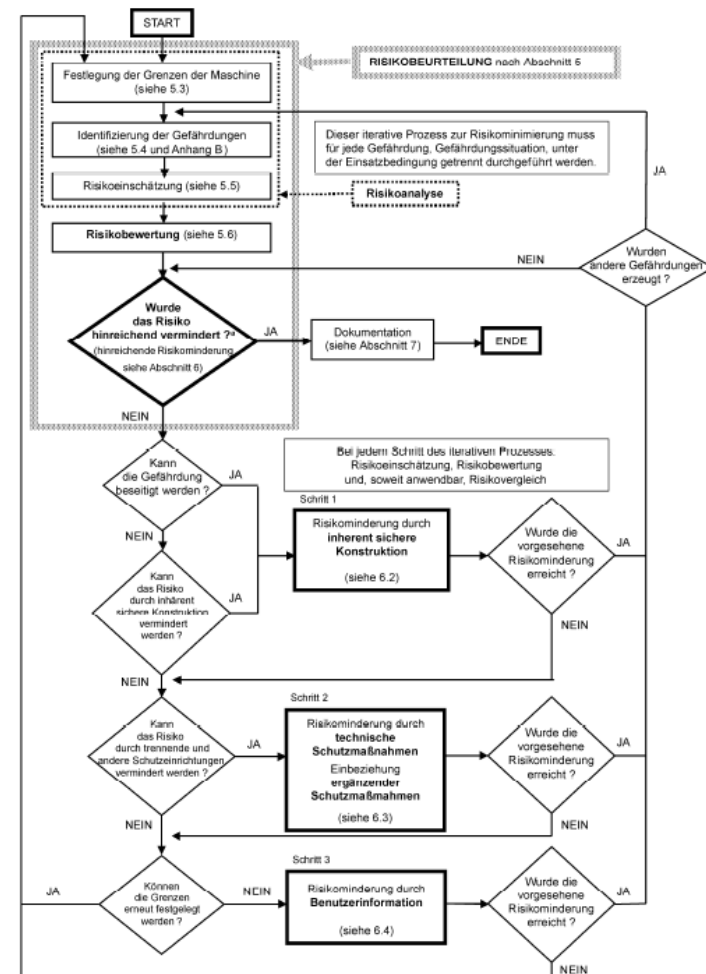 START
RISIKOBEURTEILUNG nach Abschnitt 5
Festlegung der Grenzen der Maschine
(siehe 5.3)
Identifizierung der Gefährdungen
(siehe 5.4 und Anhang B)
Dieser iterative Prozess zur Risikominimierung muss
für jede Gefährdung, Gefährdungssituation, unter
der Einsatzbedingung getrennt durchgeführt werden.
JA
Risikoeinschätzung (siehe 5.5)
Risikoanalyse
Risikobewertung (siehe 5.6)
NEIN
Wurden
andere Gefährdungen
erzeugt ?
Wurde
das Risiko
hinreichend vermindert ?ª
(hinreichende Risikominderung
siehe Abschnitt 6)
JA
Dokumentation
(siehe Abschnitt 7)
ENDE
NEIN
Kann
die Gefährdung
beseitigt werden ?
JA
Bei jedem Schritt des iterativen Prozesses:
Risikoeinschätzung, Risikobewertung
und, soweit anwendbar, Risikovergleich
Schritt 1
Risikominderung durch
inherent sichere
Konstruktion
(siehe 6.2)
Wurde die
vorgesehene
Risikominderung
erreicht ?
JA
NEIN
NEIN
Kann
das Risiko
durch inhärent
sichere Konstruktion
vermindert
werden ?
JA
NEIN
Schritt 2
Kann
das Risiko
durch trennende und
andere Schutzeinrichtungen
vermindert werden ?
JA
Risikominderung durch
technische
Schutzmaßnahmen
Einbeziehung
ergänzender
Schutzmaßmahmen
(siehe 6.3)
Wurde die
vorgesehene
Risikominderung
erreicht ?
JA
NEIN
NEIN
Schritt 3
JA
Können
die Grenzen
erneut festgelegt
werden ?
NEIN
Risikominderung durch
Benutzerinformation
(siehe 6.4)
Wurde die
vorgesehene
Risikominderung
erreicht ?
JA
NEIN